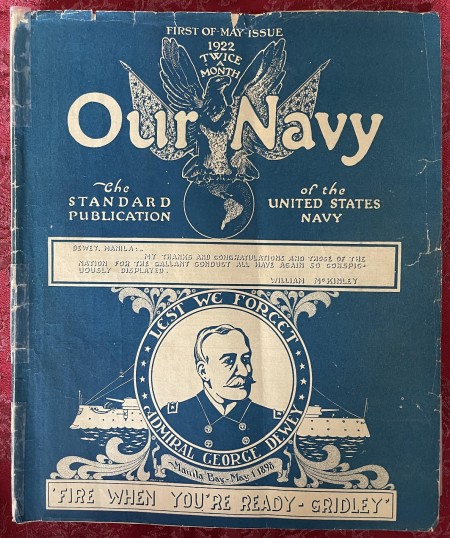 FIRST OF MAY ISSUE
1922
TWICE
A
MONTH
Our Navy
The
STANDARD
PUBLICATION
of the
UNITED STATES
NAVY
DEWEY, MANILA:-
MY THANKS AND CONGRATULATIONS AND THOSE OF THE
NATION FOR THE GALLANT CONDUCT ALL HAVE AGAIN SO CONSPIC-
UOUSLY DISPLAYED.
WILLIAM McKINLEY
LEST WE FORGET
ADMIRAL GEORGE DEWEY
Manila Bay - May 1 1898
'FIRE WHEN YOU'RE READY - GRIDLEY'